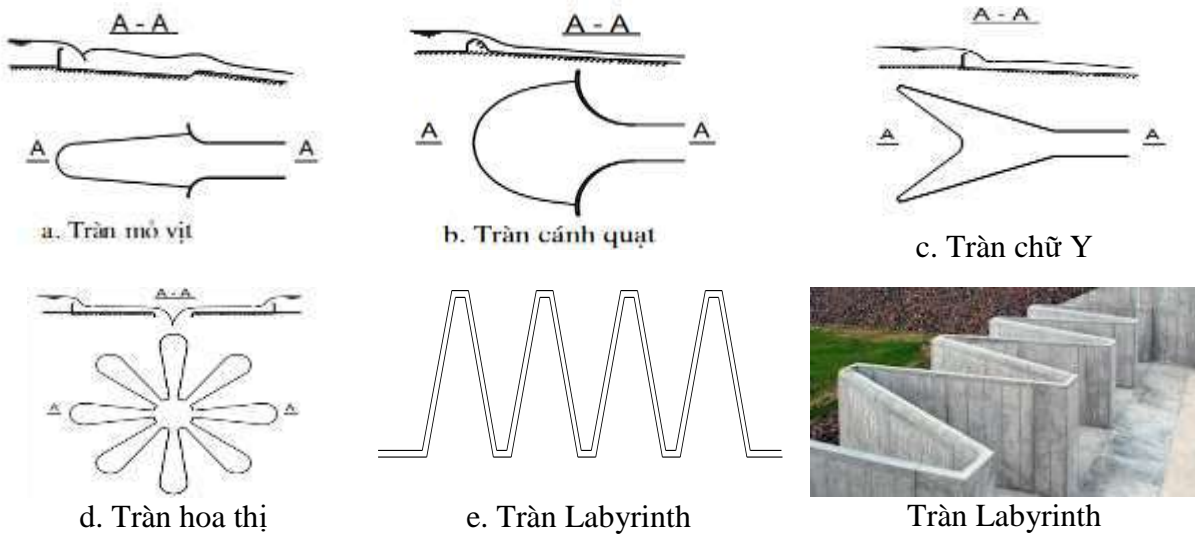 A - A
A - A
A - A
A
A
A
A
A
A
a. Tràn mỏ vịt
b. Tràn cánh quạt
c. Tràn chữ Y
A - A
A
A
d. Tràn hoa thị
e. Tràn Labyrinth
Tràn Labyrinth